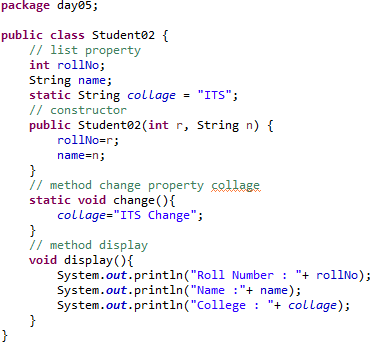 package day05;
public class Student02 {
// list property
int rollNo;
String name;
static String collage = "ITS";
// constructor
public Student02(int r, String n) {
rollNo=r;
name=n;
}
// method change property collage
static void change(){
collage="ITS Change";
}
// method display
void display(){
System.out.println("Roll Number : "+ rollNo);
System.out.println("Name :"+ name);
System.out.println("College : "+ collage);
}
}